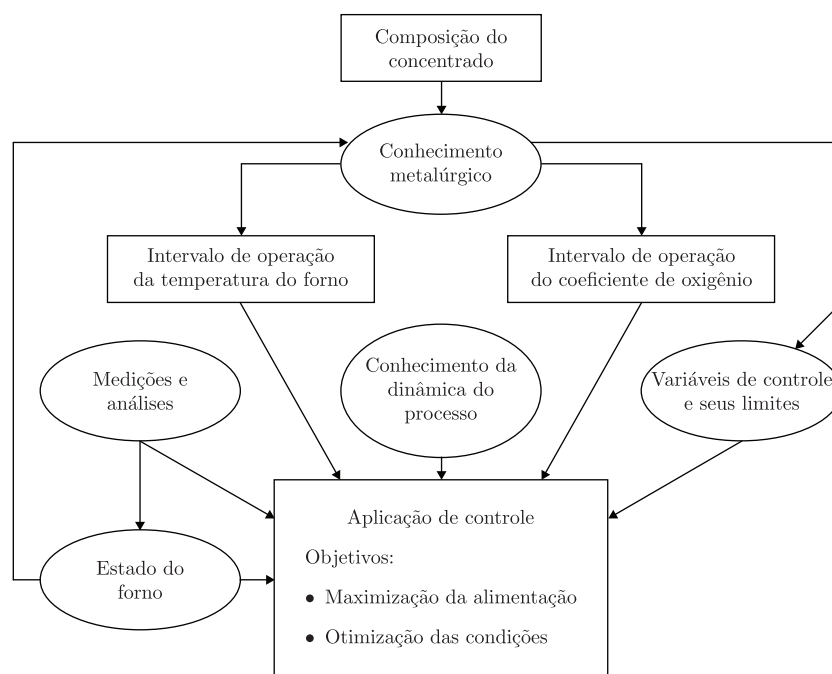 Composição do
concentrado
Conhecimento
metalúrgico
Intervalo de operação
da temperatura do forno
Intervalo de operação
do coeficiente de oxigênio
Medições e
análises
Conhecimento da
dinâmica do
processo
Variáveis de controle
e seus limites
Estado do
forno
Aplicação de controle
Objetivos:
• Maximização da alimentação
• Otimização das condições